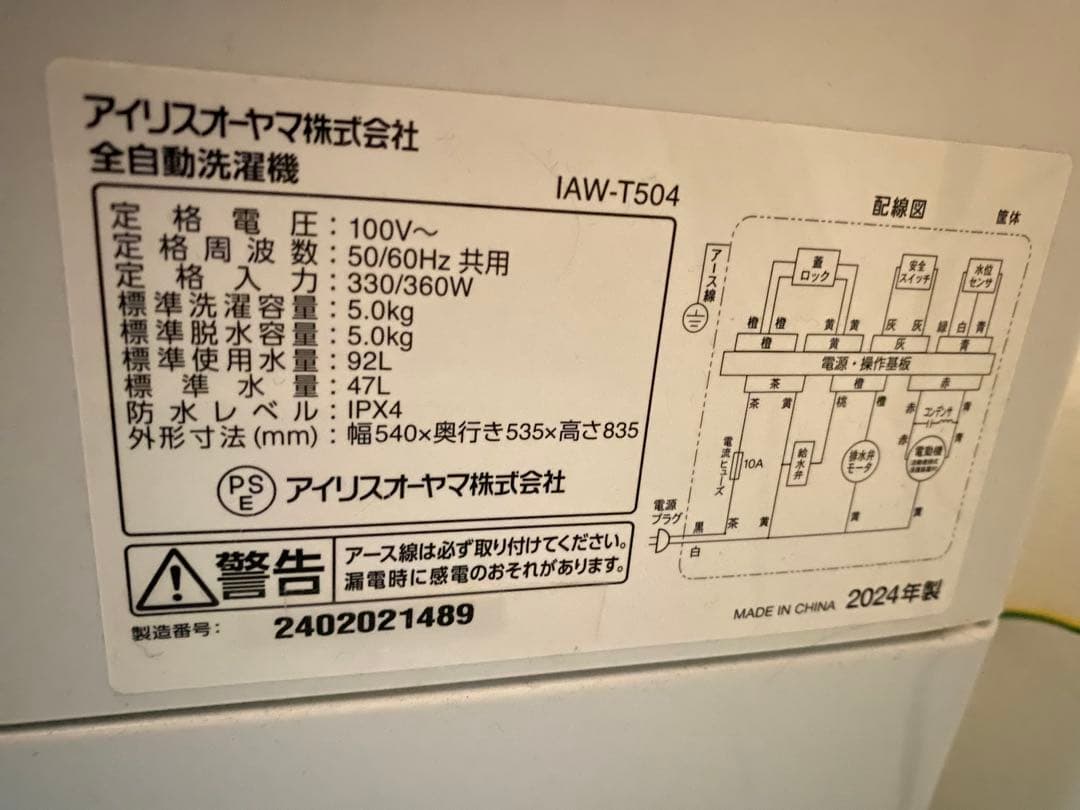 アイリスオーヤマ株式会社
全自動洗濯機
IAW-T504
定格電圧：100V～
定格周波数：50/60Hz 共用
定格入力：330/360W
標準洗濯容量：5.0kg
標準脱水容量：5.0kg
標準使用水量：92L
標準水量：47L
防水レベル：IPX4
外形寸法(mm)：幅540×奥行き535×高さ835
PS
E
アイリスオーヤマ株式会社
警告
アース線は必ず取り付けてください。
漏電時に感電のおそれがあります。
製造番号：
2402021489
配線図
筐体
アース線
蓋
ロック
安全
スイッチ
水位
センサ
橙 橙 黄 黄 灰 灰 緑 白 青
橙 黄 灰 青
電源・操作基板
茶 橙 赤
茶 黄 桃 橙 赤 青
コンデンサ
赤 青
電流ヒューズ
10A
給水弁
排水弁
モータ
電動機
電源
プラグ
黒 茶 黄 黄 黄
白
MADE IN CHINA 2024年製